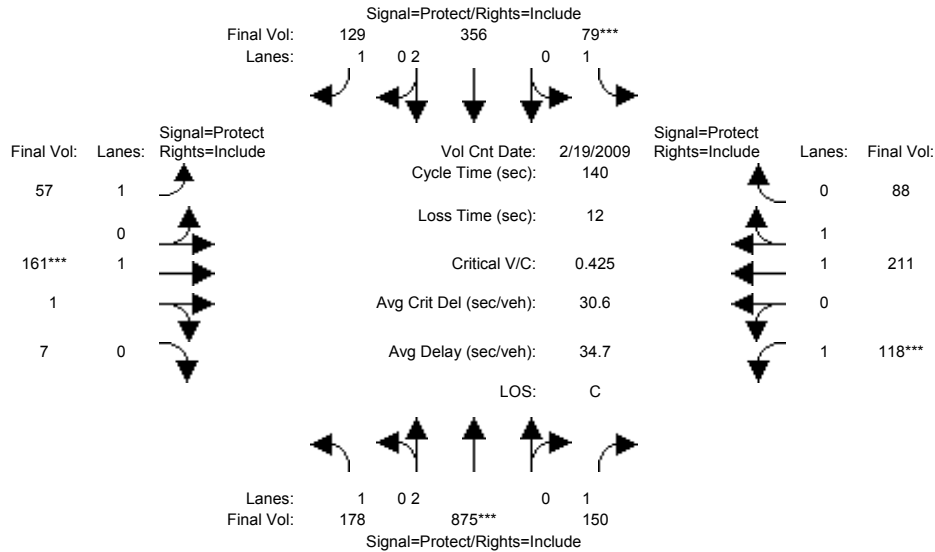 Signal=Protect/Rights=Include
Final Vol: 129 356 79***
Lanes: 1 0 2 0 1
Signal=Protect Signal=Protect
Final Vol: Lanes: Rights=Include Vol Cnt Date: 2/19/2009 Rights=Include Lanes: Final Vol:
Cycle Time (sec): 140
57 1 0 88
Loss Time (sec): 12
0 1
161*** 1 Critical V/C: 0.425 1 211
1 Avg Crit Del (sec/veh): 30.6 0
7 0 Avg Delay (sec/veh): 34.7 1 118***
LOS: C
Lanes: 1 0 2 0 1
Final Vol: 178 875*** 150
Signal=Protect/Rights=Include